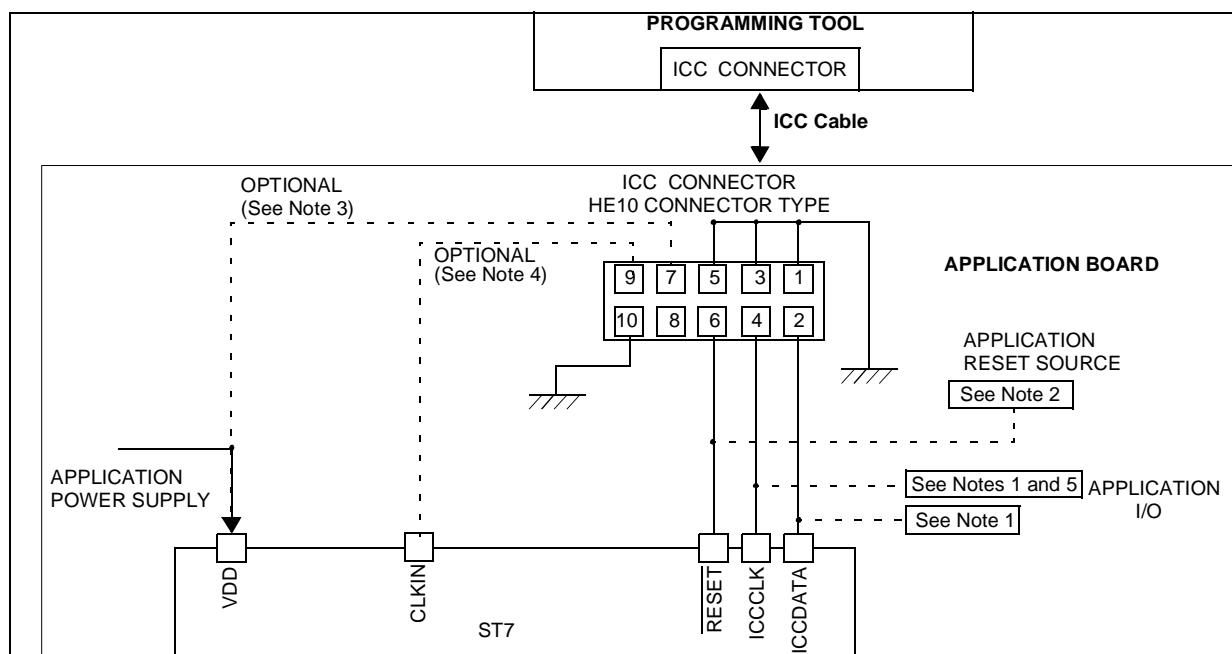 PROGRAMMING TOOL
ICC CONNECTOR
ICC Cable
OPTIONAL
(See Note 3)
ICC CONNECTOR
HE10 CONNECTOR TYPE
OPTIONAL
(See Note 4)
9 7 5 3 1
10 8 6 4 2
APPLICATION BOARD
APPLICATION
RESET SOURCE
See Note 2
APPLICATION
POWER SUPPLY
See Notes 1 and 5
See Note 1
APPLICATION
I/O
VDD
CLKIN
RESET
ICCCLK
ICCDATA
ST7